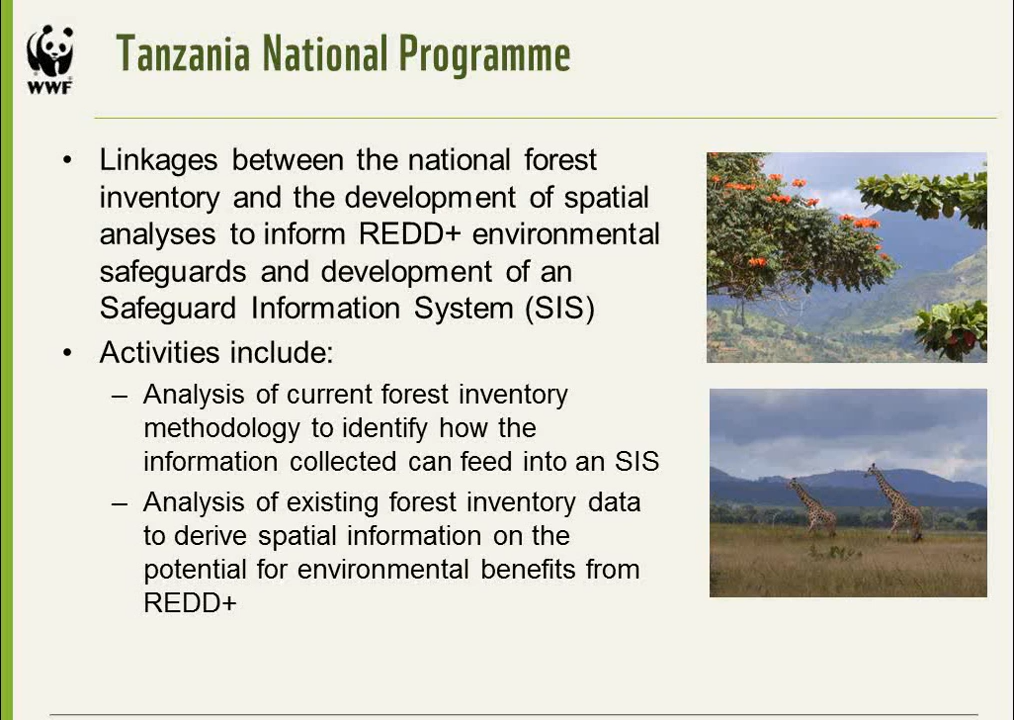 WWF
Tanzania National Programme
• Linkages between the national forest
inventory and the development of spatial
analyses to inform REDD+ environmental
safeguards and development of an
Safeguard Information System (SIS)
• Activities include:
– Analysis of current forest inventory
methodology to identify how the
information collected can feed into an SIS
– Analysis of existing forest inventory data
to derive spatial information on the
potential for environmental benefits from
REDD+